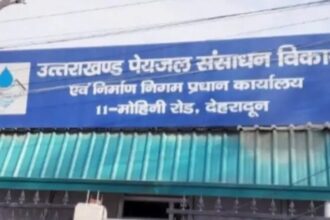 उत्तराखण्ड पेयजल संसाधन विका
एवं निर्माण निगम प्रधान कार्यालय
11-मोहिनी रोड, देहरादून